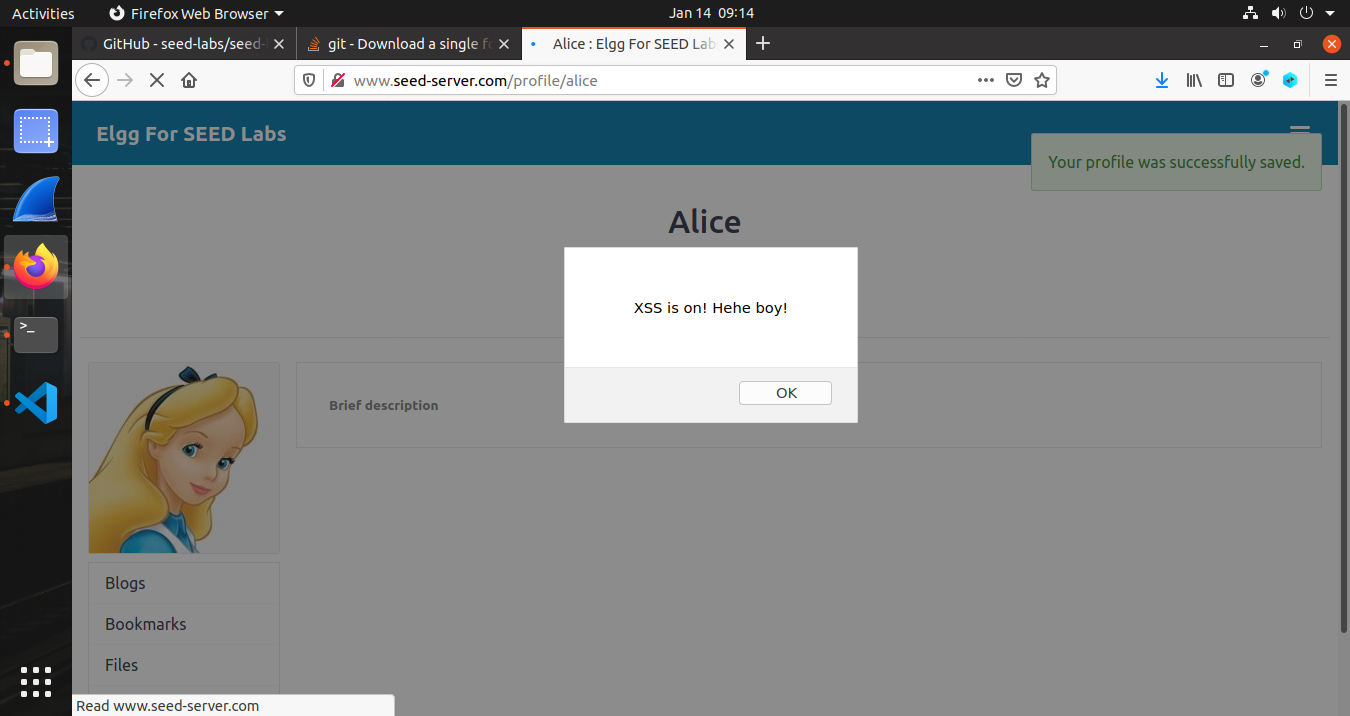 Activities
Firefox Web Browser
Jan 14 09:14
GitHub - seed-labs/seed-l
git - Download a single fo
Alice : Elgg For SEED Lab
www.seed-server.com/profile/alice
Elgg For SEED Labs
Your profile was successfully saved.
Alice
XSS is on! Hehe boy!
OK
Brief description
Blogs
Bookmarks
Files
Read www.seed-server.com